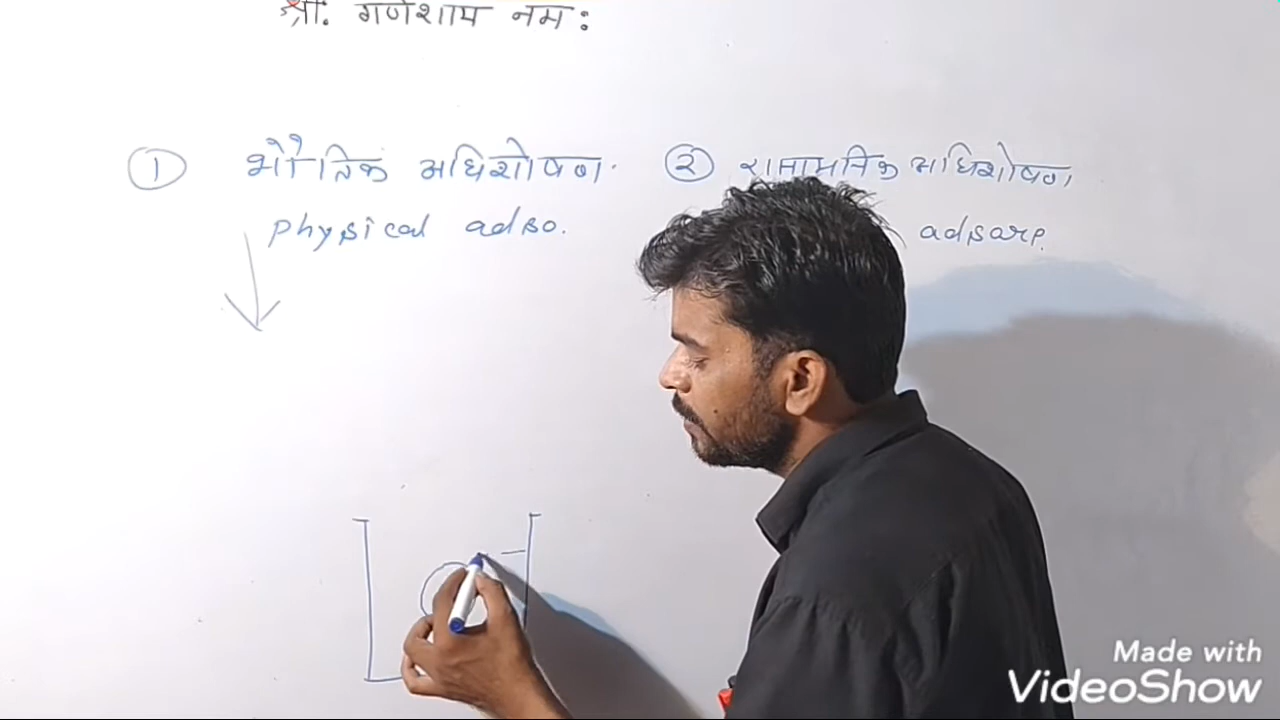 श्री: गणेशाय नम:
① भौतिक अधिशोषण. ② रासायनिक अधिशोषण,
physical adso. adsorp.
Made with
VideoShow